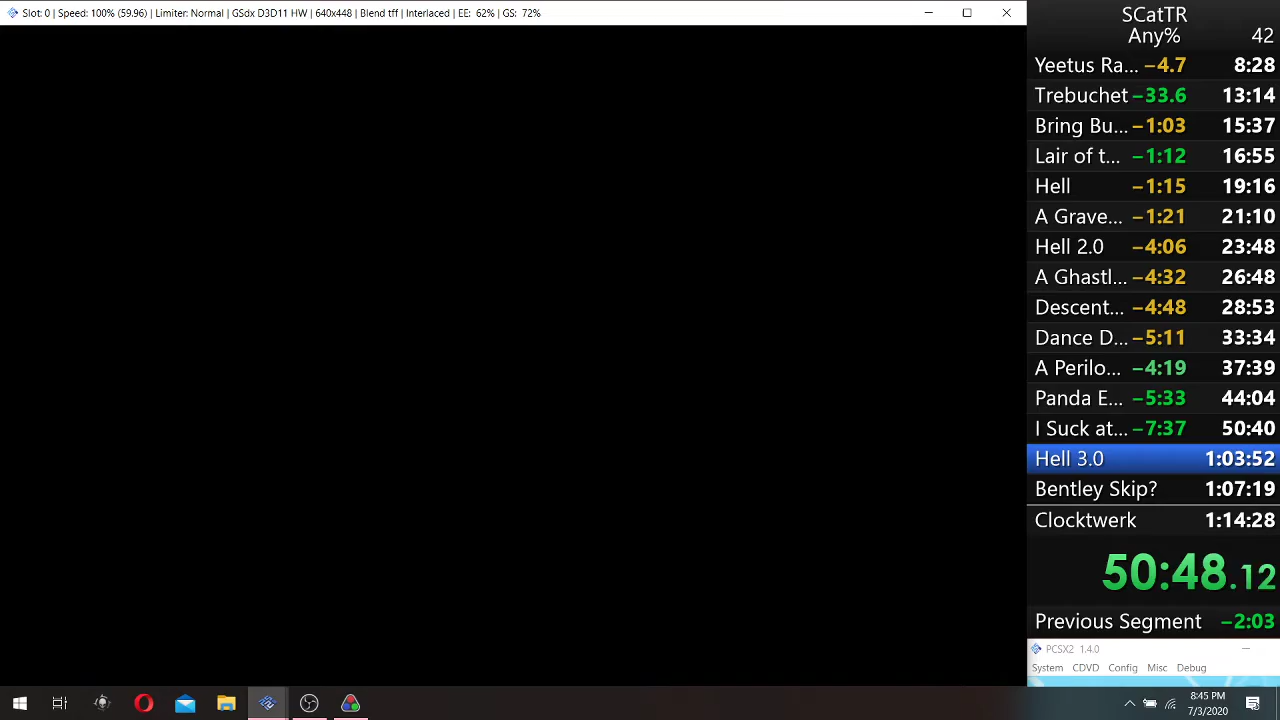 Slot: 0 | Speed: 100% (59.96) | Limiter: Normal | GSdx D3D11 HW | 640x448 | Blend tff | Interlaced | EE: 62% | GS: 72%
SCatTR
Any% 42
Yeetus Ra... −4.7 8:28
Trebuchet −33.6 13:14
Bring Bu... −1:03 15:37
Lair of t... −1:12 16:55
Hell −1:15 19:16
A Grave... −1:21 21:10
Hell 2.0 −4:06 23:48
A Ghastl... −4:32 26:48
Descent... −4:48 28:53
Dance D... −5:11 33:34
A Perilo... −4:19 37:39
Panda E... −5:33 44:04
I Suck at... −7:37 50:40
Hell 3.0 1:03:52
Bentley Skip? 1:07:19
Clocktwerk 1:14:28
50:48.12
Previous Segment −2:03
PCSX2 1.4.0
System CDVD Config Misc Debug
8:45 PM
7/3/2020